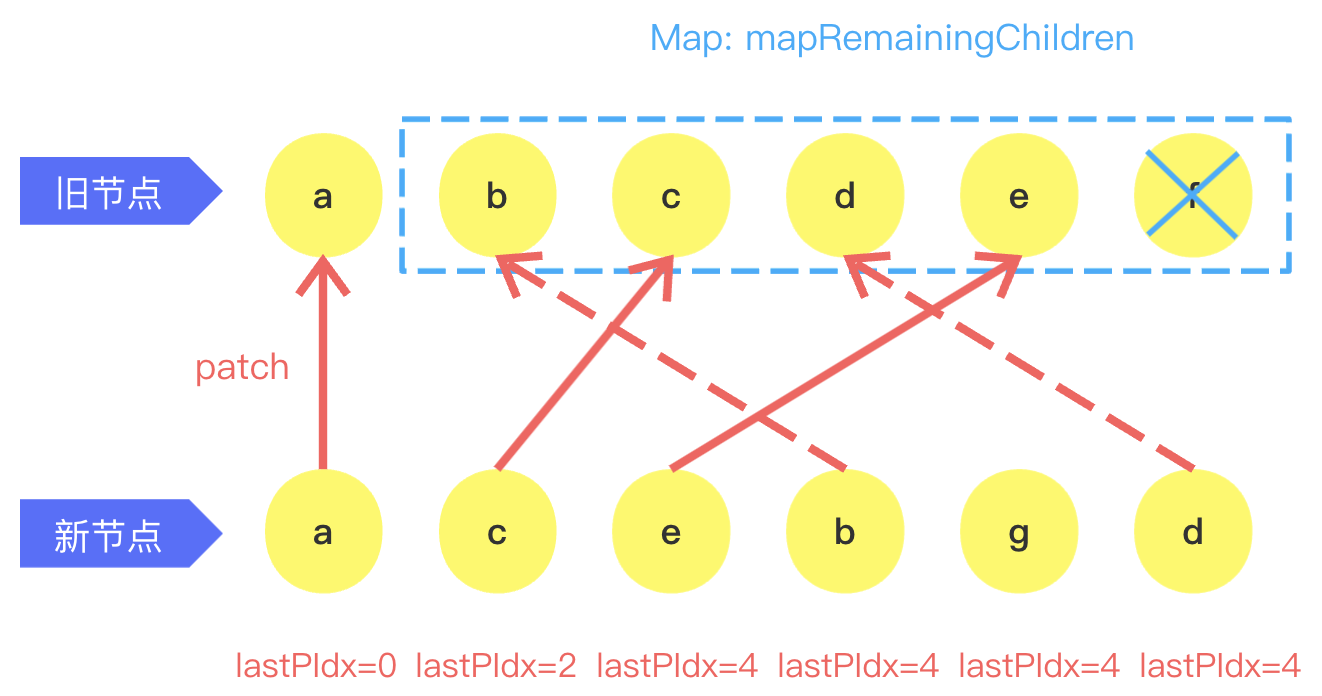 Map: mapRemainingChildren
旧节点 a b c d e f
patch
新节点 a c e b g d
lastPIdx=0 lastPIdx=2 lastPIdx=4 lastPIdx=4 lastPIdx=4 lastPIdx=4